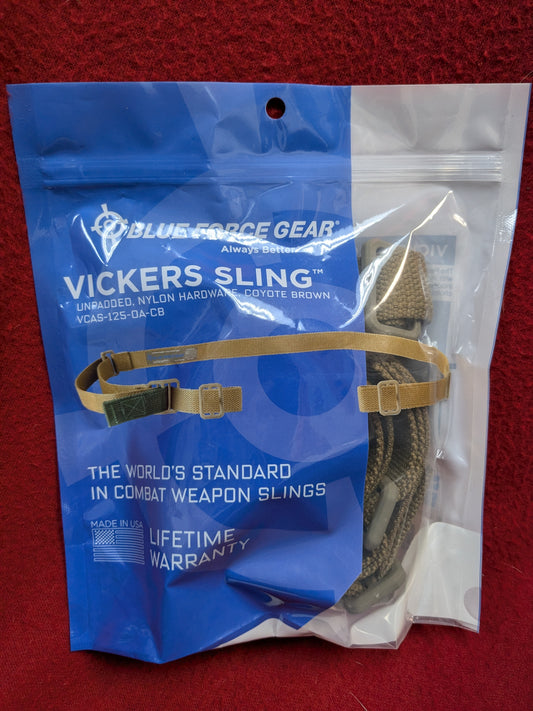 BLUE FORCE GEAR®
Always Better.
VICKERS SLING™
UNPADDED, NYLON HARDWARE, COYOTE BROWN
VCAS-125-OA-CB
THE WORLD'S STANDARD
IN COMBAT WEAPON SLINGS
MADE IN USA
LIFETIME
WARRANTY